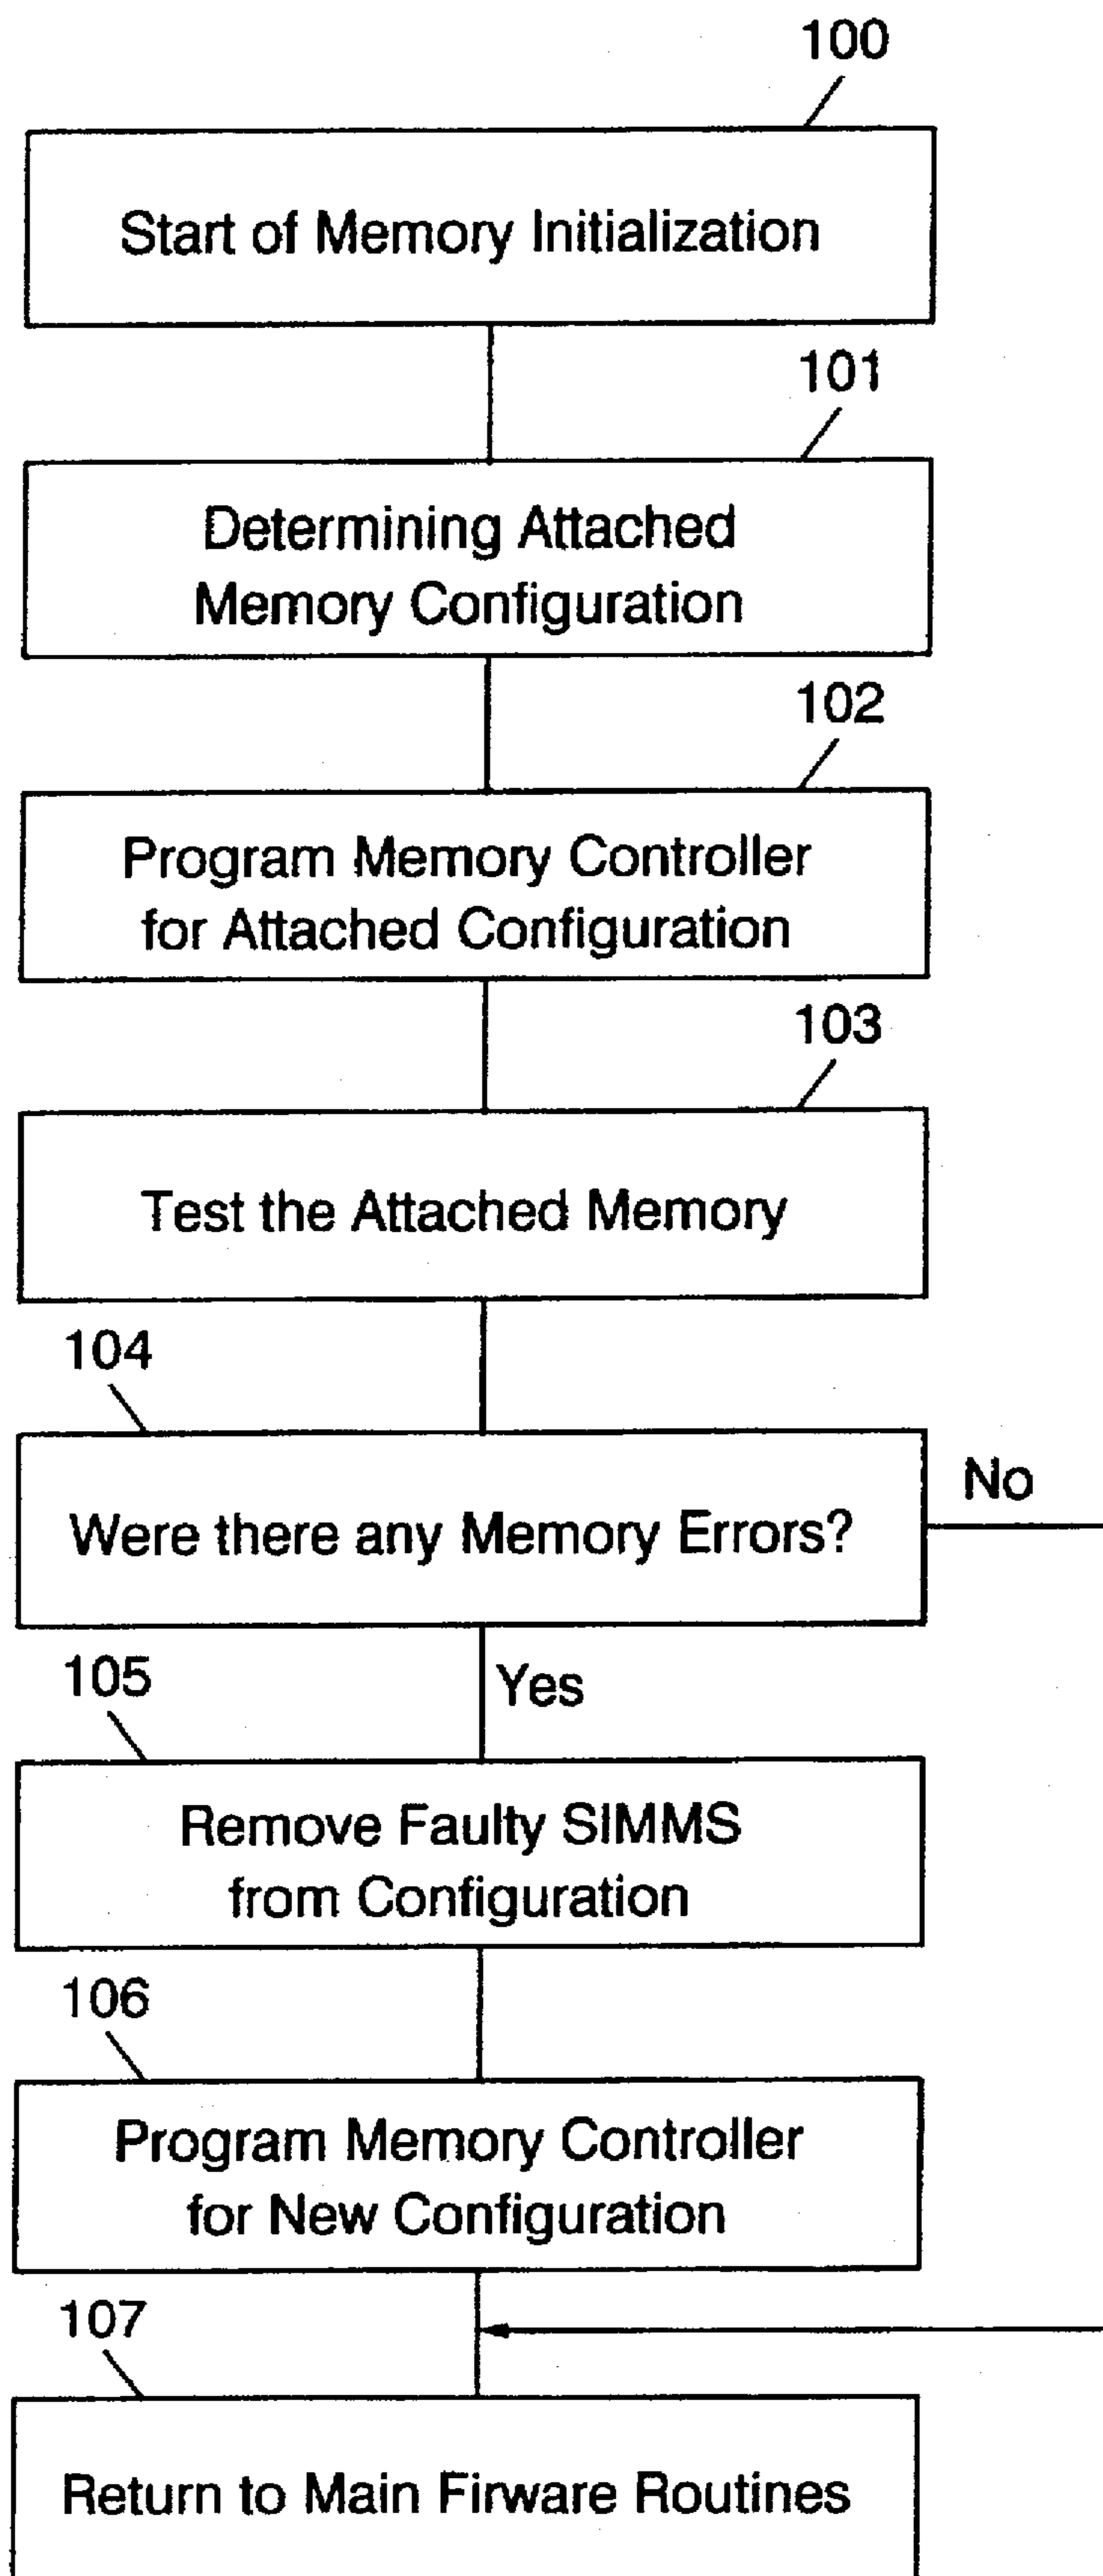 100
Start of Memory Initialization
101
Determining Attached
Memory Configuration
102
Program Memory Controller
for Attached Configuration
103
Test the Attached Memory
104
Were there any Memory Errors?
No
Yes
105
Remove Faulty SIMMS
from Configuration
106
Program Memory Controller
for New Configuration
107
Return to Main Firware Routines